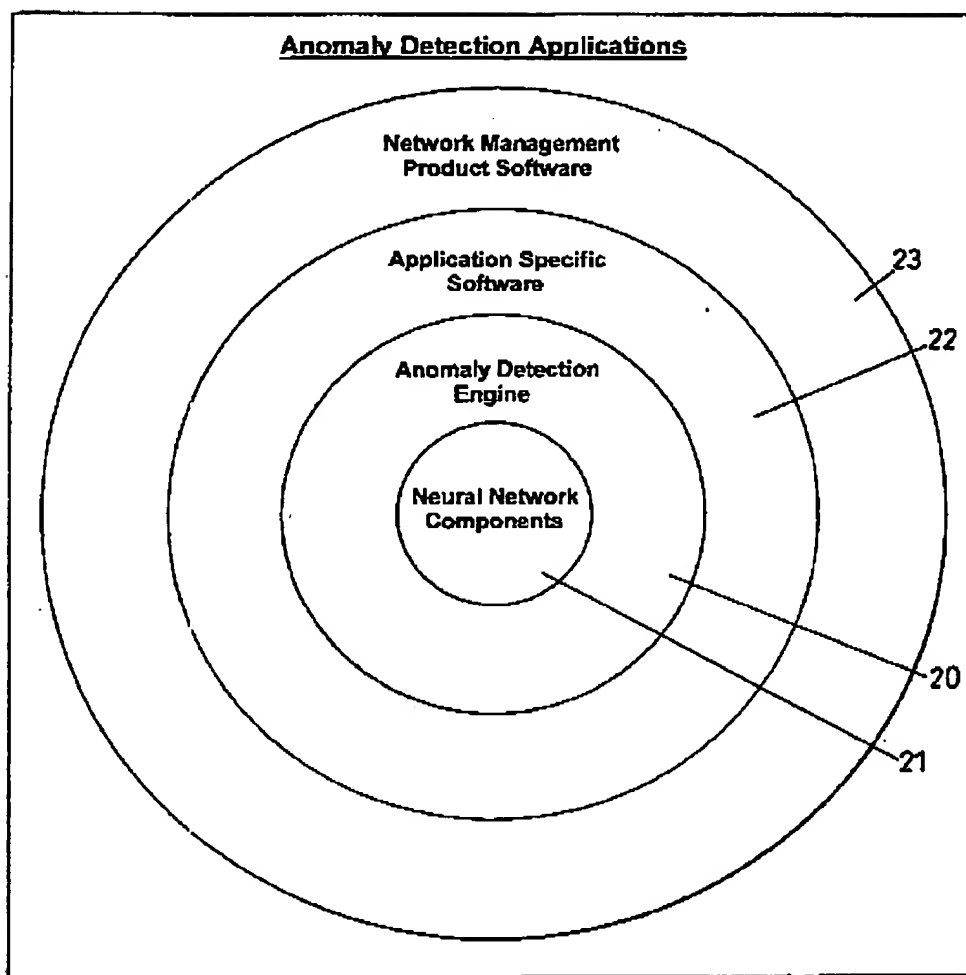 Anomaly Detection Applications
Network Management
Product Software
Application Specific
Software
Anomaly Detection
Engine
Neural Network
Components
23
22
20
21